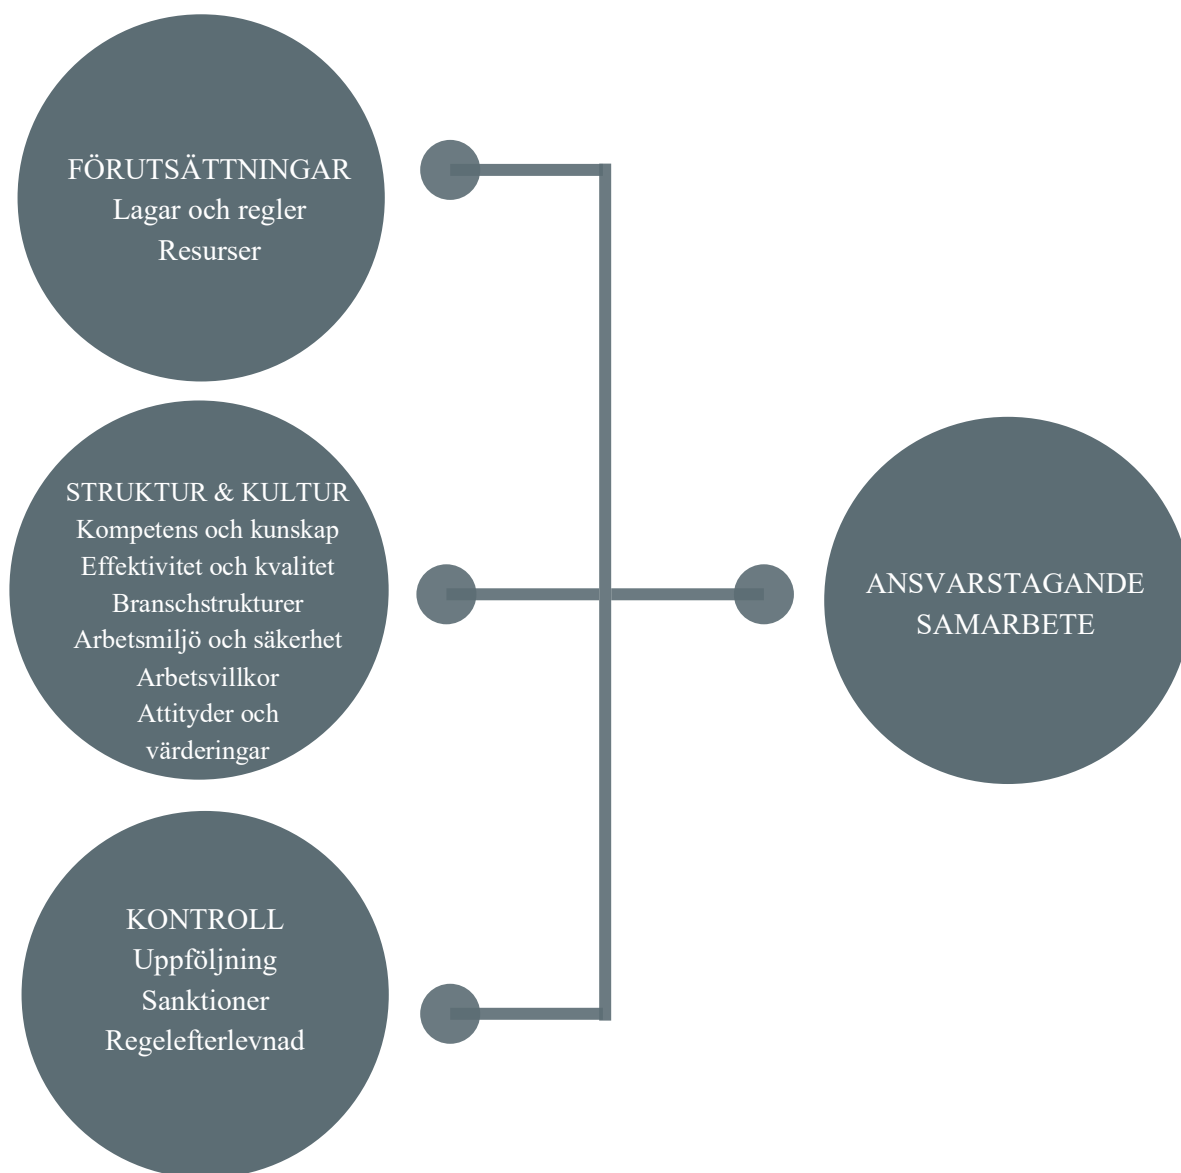 FÖRUTSÄTTNINGAR
Lagar och regler
Resurser
STRUKTUR & KULTUR
Kompetens och kunskap
Effektivitet och kvalitet
Branschstrukturer
Arbetsmiljö och säkerhet
Arbetsvillkor
Attityder och
värderingar
KONTROLL
Uppföljning
Sanktioner
Regelefterlevnad
ANSVARSTAGANDE
SAMARBETE